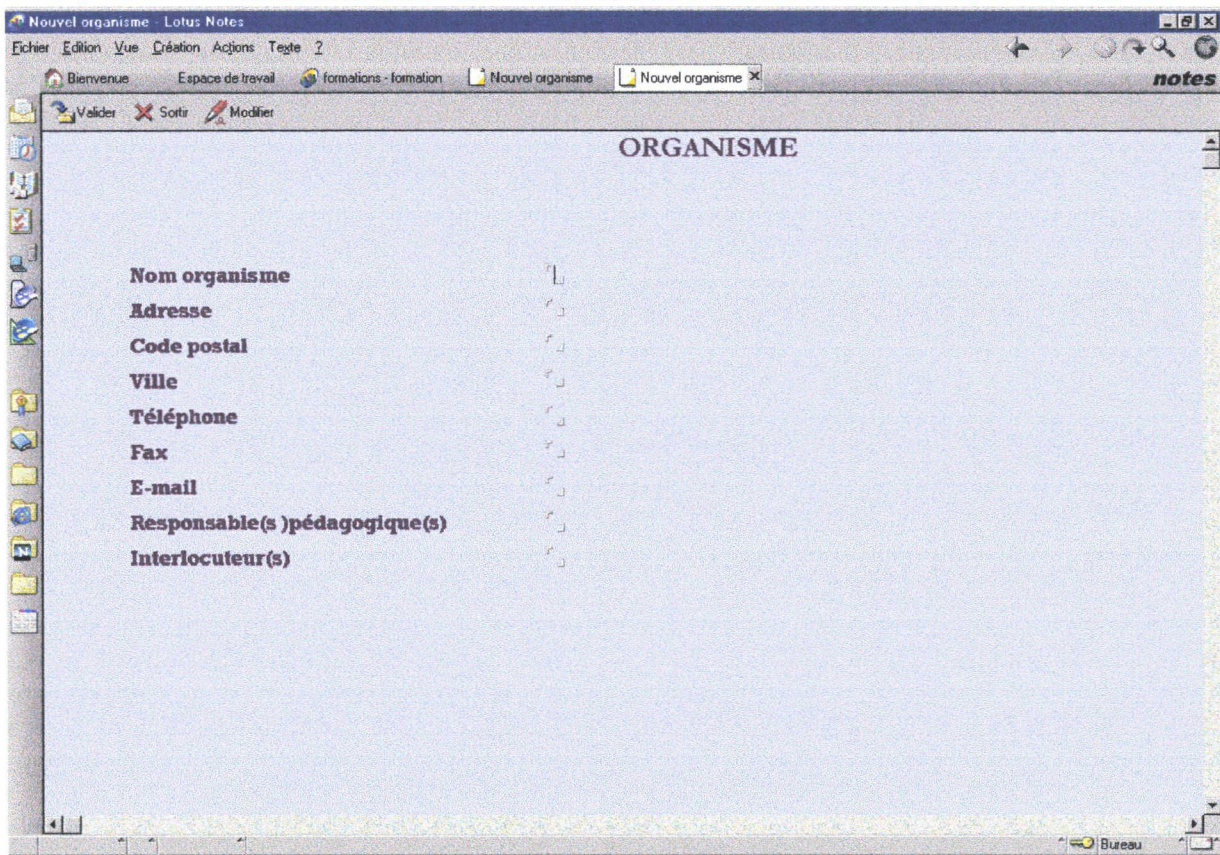 Nouvel organisme - Lotus Notes
Fichier Edition Vue Création Actions Texte ?
Bienvenue Espace de travail formations - formation Nouvel organisme Nouvel organisme notes
Valider Sortir Modifier
ORGANISME
Nom organisme
Adresse
Code postal
Ville
Téléphone
Fax
E-mail
Responsable(s )pédagogique(s)
Interlocuteur(s)
Bureau